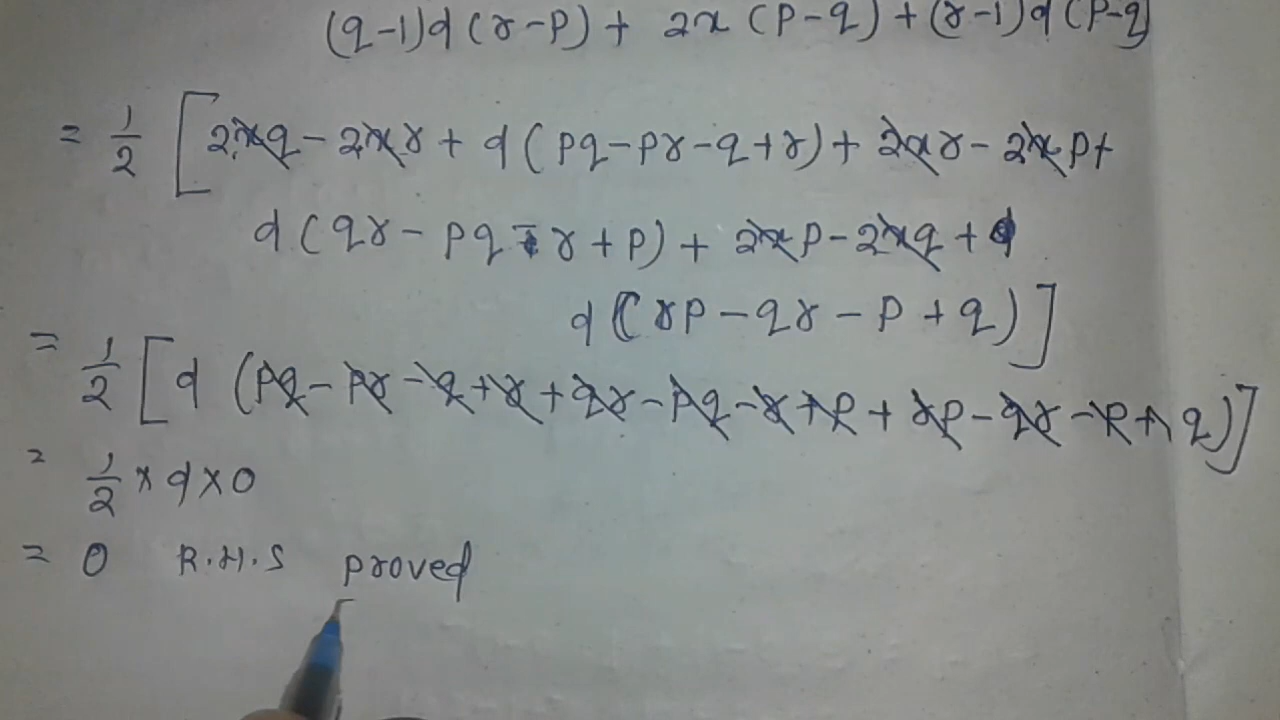 (q-1)d(r-p) + 2x(p-q) + (r-1)d(p-q)
= 1/2 [2xq - 2xr + d(pq-pr-q+r) + 2xr - 2xp +
d(qr - pq - r + p) + 2xp - 2xq +
d(rp - qr - p + q)]
= 1/2 [d (pq - pr - q + r + qr - pq - r + p + rp - qr - p + q)]
= 1/2 × d × 0
= 0 R.H.S proved